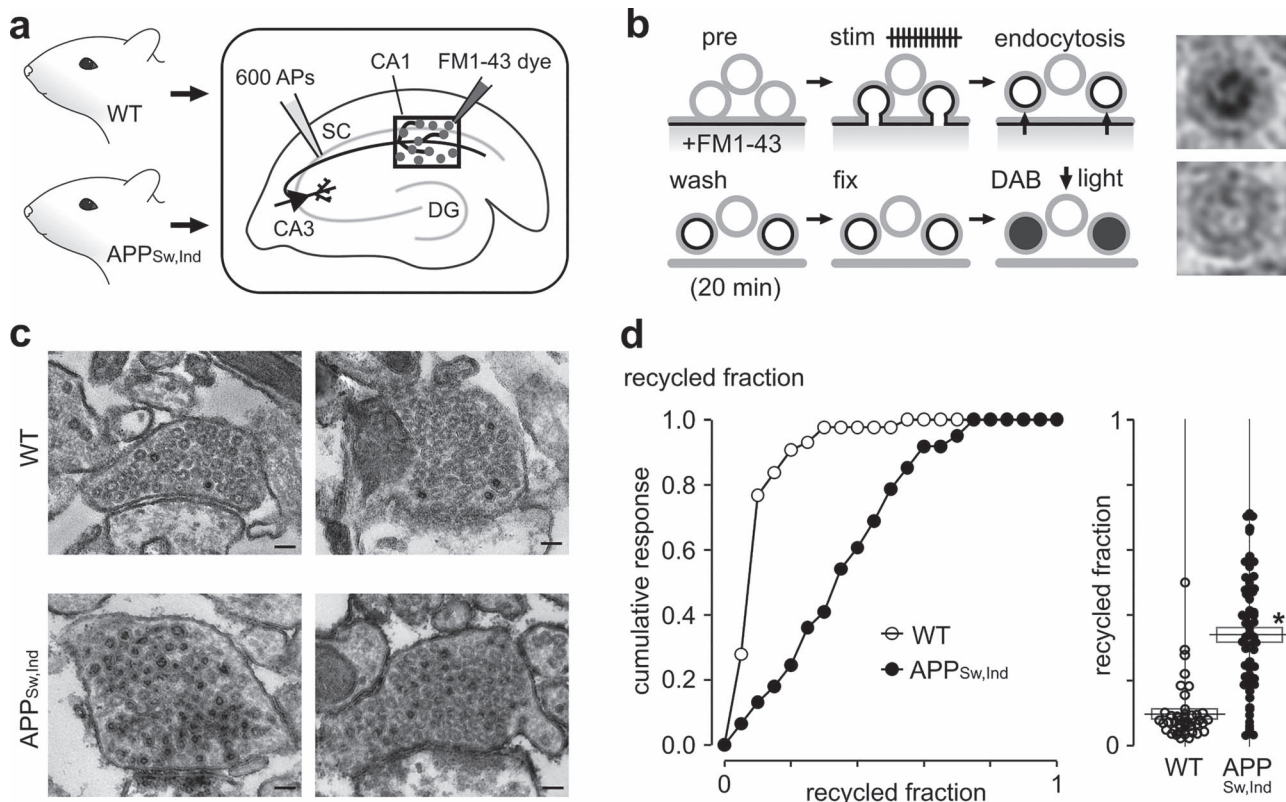 a
WT
APPSw,Ind
600 APs
CA1
FM1-43 dye
SC
CA3
DG
b
pre
stim
endocytosis
+FM1-43
wash
fix
DAB
light
(20 min)
c
WT
APPSw,Ind
d
recycled fraction
cumulative response
1.0
0.8
0.6
0.4
0.2
0.0
WT
APPSw,Ind
0
1
recycled fraction
recycled fraction
1
0
*
WT
APP
Sw,Ind